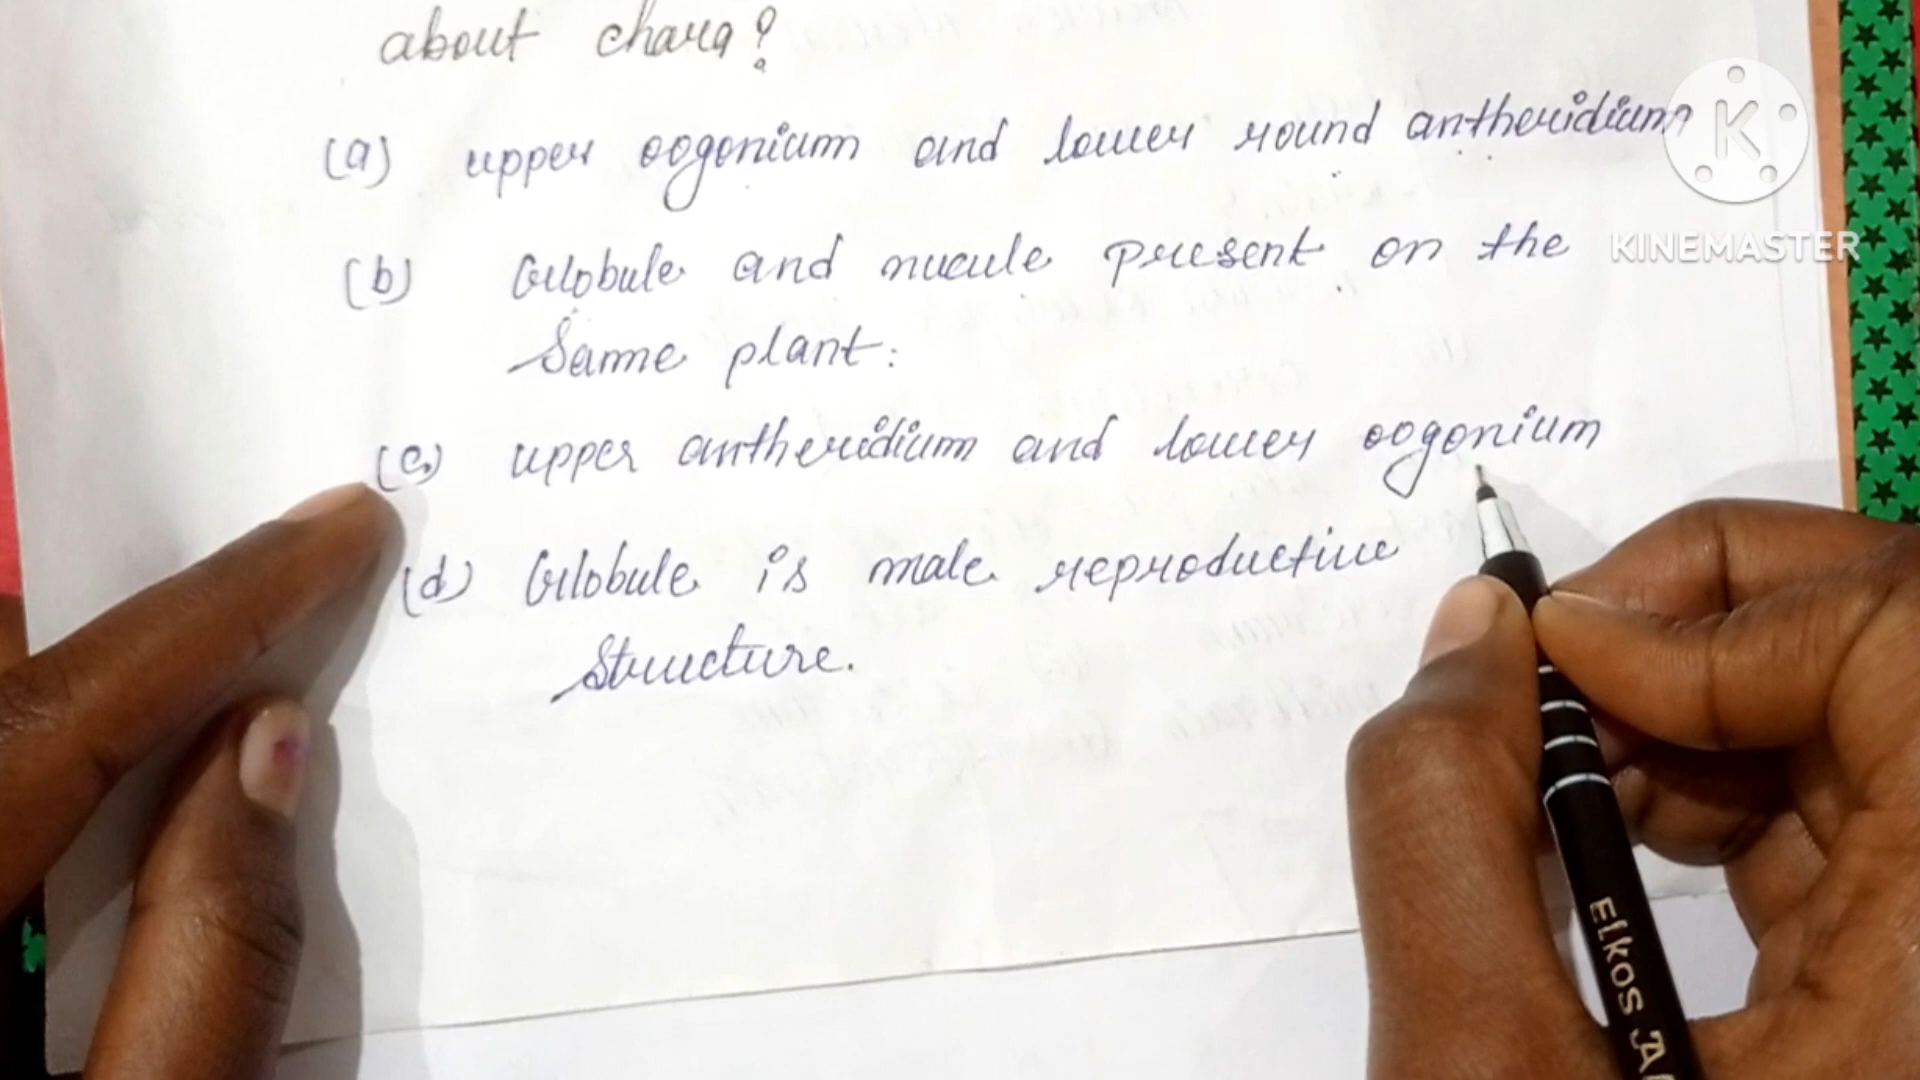 about chara?
(a) upper oogonium and lower round antheridium
(b) Globule and nucule present on the
Same plant.
(c) upper antheridium and lower oogonium
(d) Globule is male reproductive
Structure.
K
KINEMASTER
Elkos